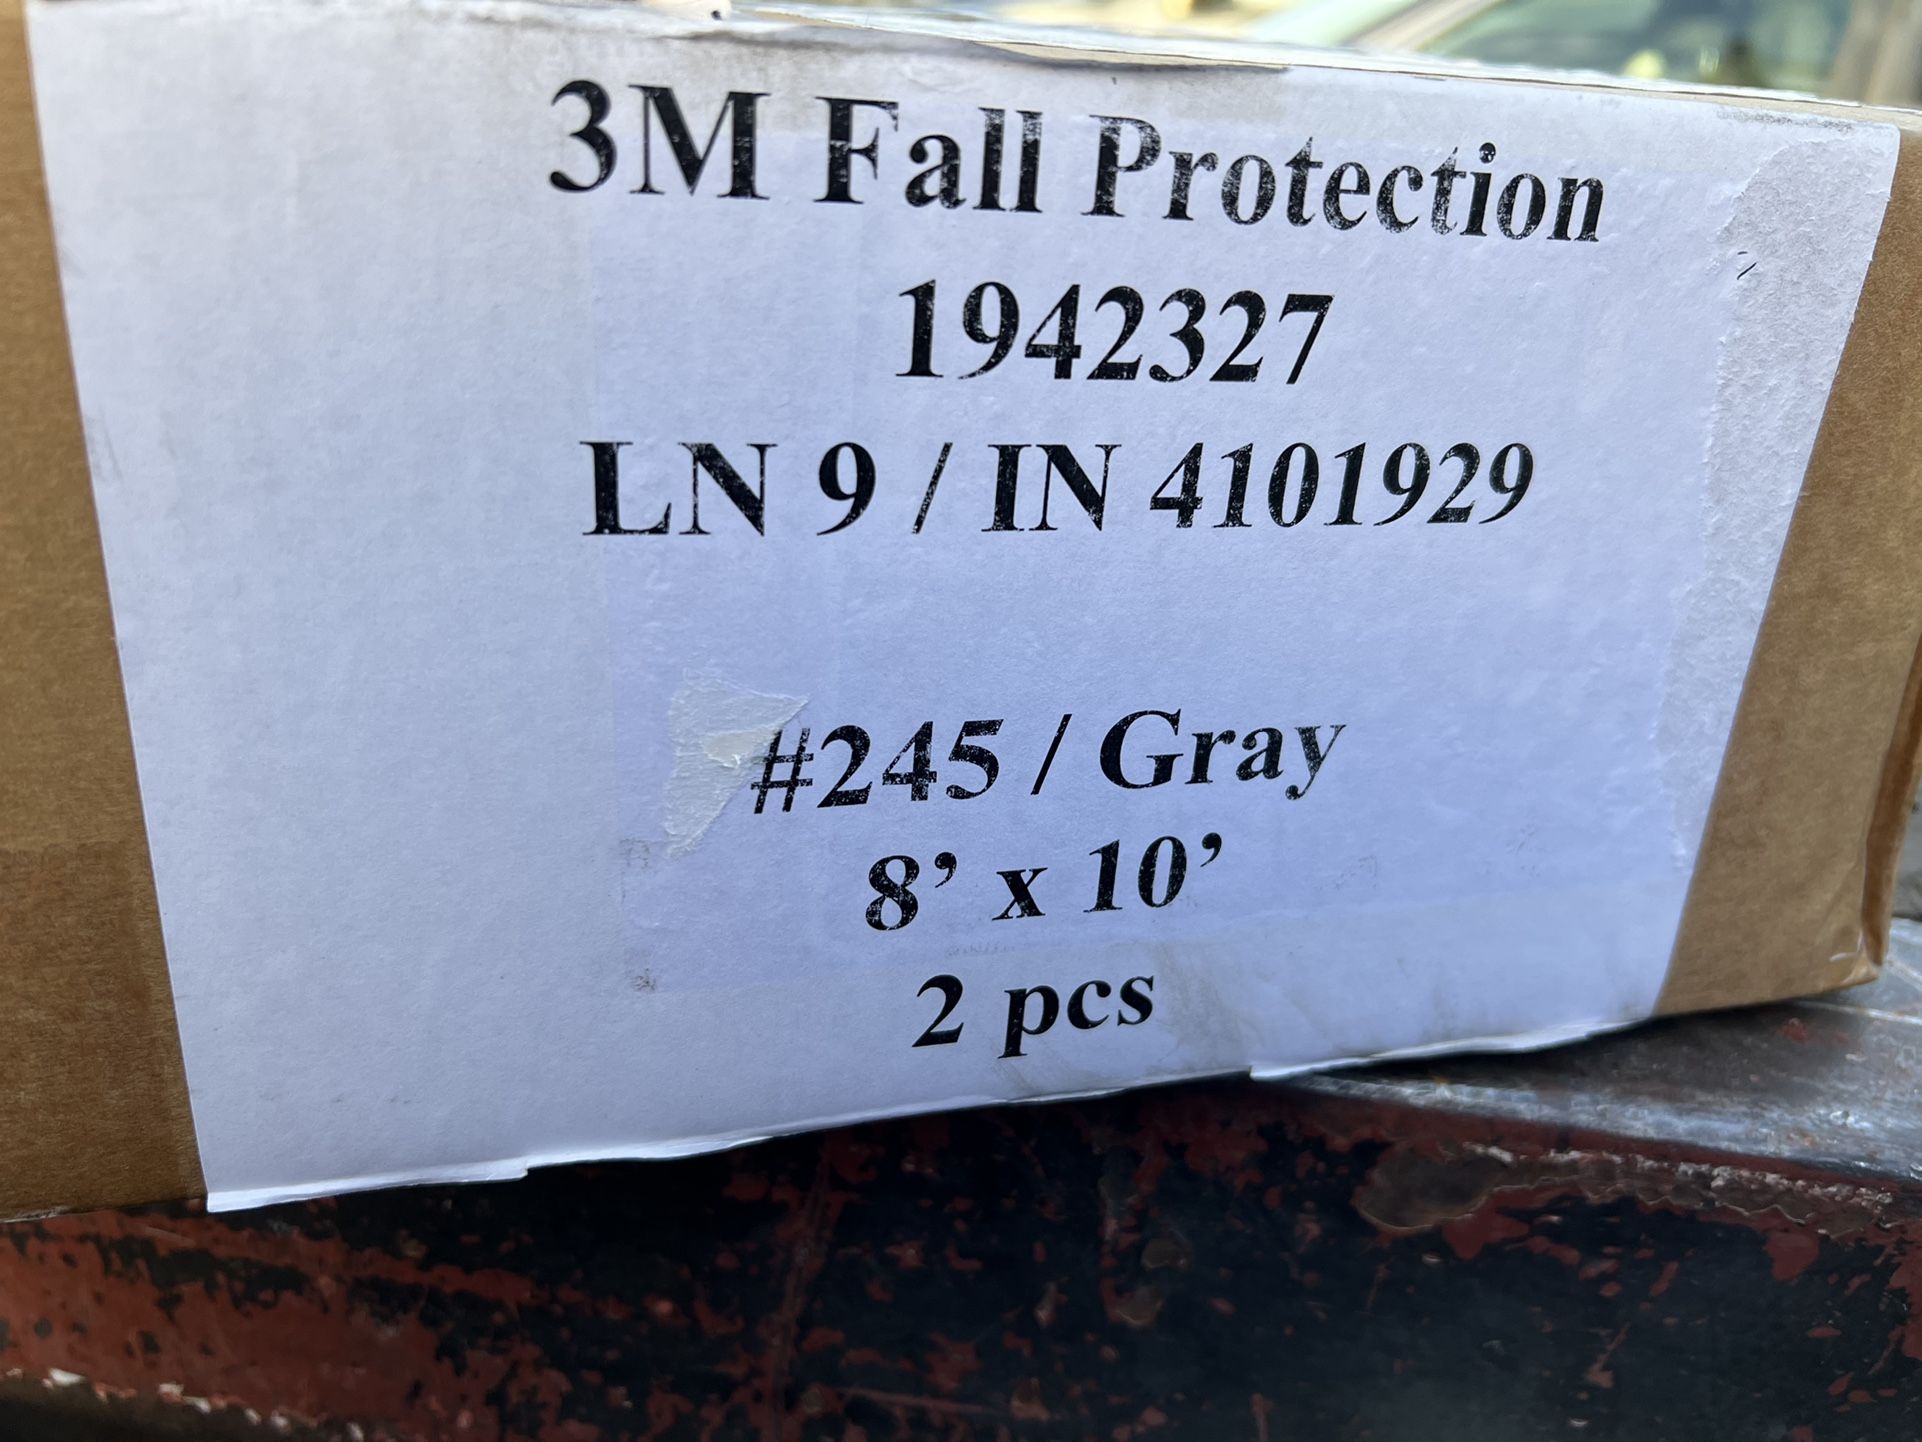 3M Fall Protection
1942327
LN 9 / IN 4101929
#245 / Gray
8’ x 10’
2 pcs